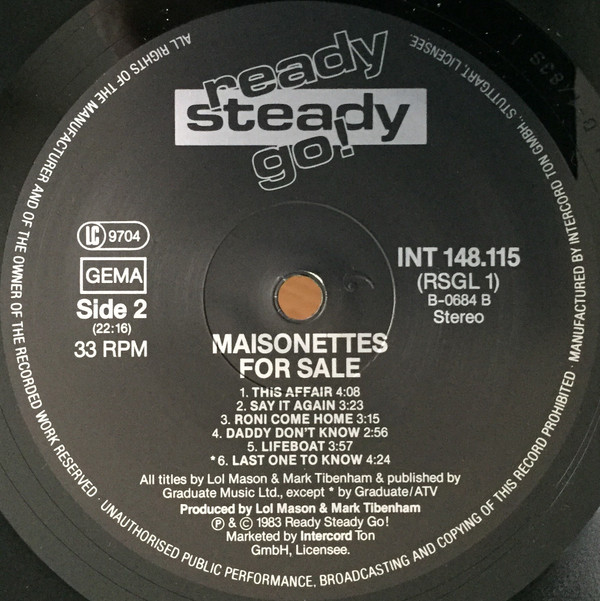 ready
steady
go!
LC 9704
GEMA
Side 2
(22:16)
33 RPM
INT 148.115
(RSGL 1)
B-0684 B
Stereo
MAISONETTES
FOR SALE
1. THiS AFFAIR 4:08
2. SAY IT AGAIN 3:23
3. RONI COME HOME 3:15
4. DADDY DON'T KNOW 2:56
5. LIFEBOAT 3:57
*6. LAST ONE TO KNOW 4:24
All titles by Lol Mason & Mark Tibenham & published by
Graduate Music Ltd., except * by Graduate/ATV
Produced by Lol Mason & Mark Tibenham
Ⓟ & © 1983 Ready Steady Go!
Marketed by Intercord Ton
GmbH, Licensee.
ALL RIGHTS OF THE MANUFACTURER AND OF THE OWNER OF THE RECORDED WORK RESERVED · UNAUTHORISED PUBLIC PERFORMANCE, BROADCASTING AND COPYING OF THIS RECORD PROHIBITED · MANUFACTURED BY INTERCORD TON GMBH., STUTTGART, LICENSEE.